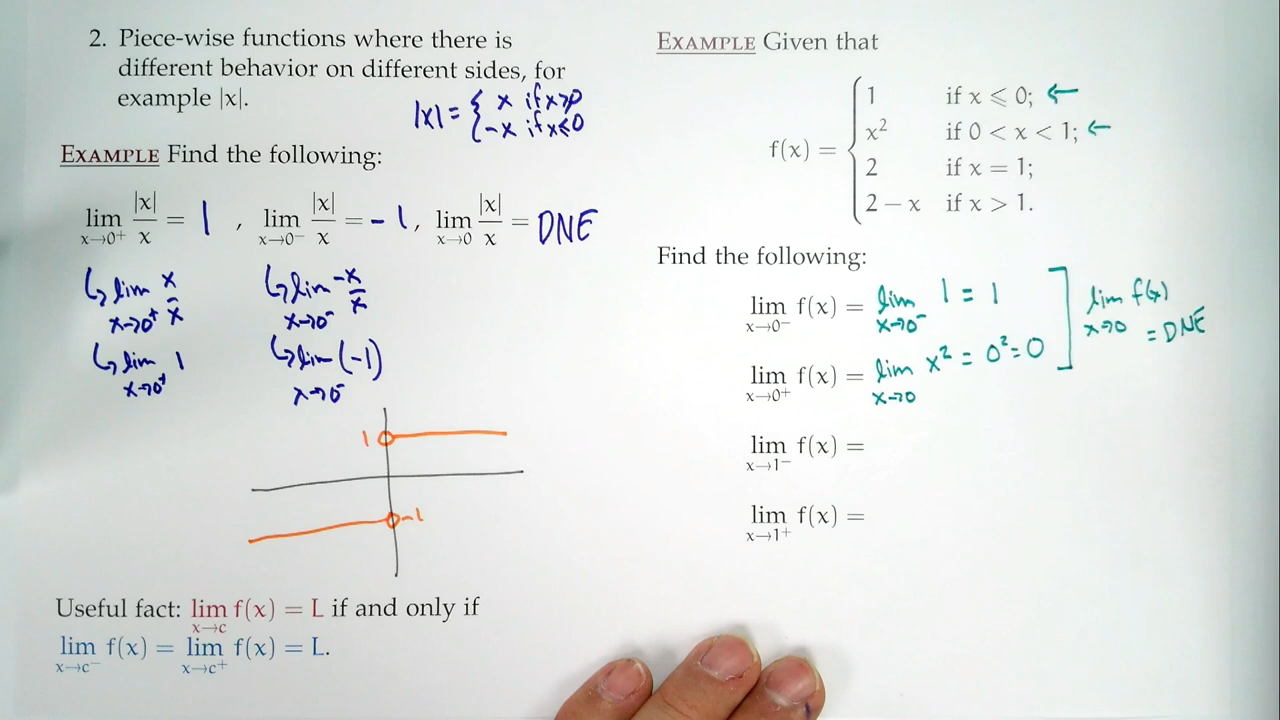 2. Piece-wise functions where there is
different behavior on different sides, for
example |x|.
|x| = { x if x>0
-x if x≤0
EXAMPLE Find the following:
lim x→0⁺ |x|/x = 1 , lim x→0⁻ |x|/x = -1 , lim x→0 |x|/x = DNE
↳ lim x→0⁺ x/x
↳ lim x→0⁻ -x/x
↳ lim x→0⁺ 1
↳ lim x→0⁻ (-1)
1
-1
Useful fact: lim x→c f(x) = L if and only if
lim x→c⁻ f(x) = lim x→c⁺ f(x) = L.
EXAMPLE Given that
f(x) = { 1 if x ⩽ 0; ←
x² if 0 < x < 1; ←
2 if x = 1;
2 − x if x > 1.
Find the following:
lim x→0⁻ f(x) = lim x→0⁻ 1 = 1
lim x→0⁺ f(x) = lim x→0 x² = 0² = 0
] lim x→0 f(x)
= DNE
lim x→1⁻ f(x) =
lim x→1⁺ f(x) =